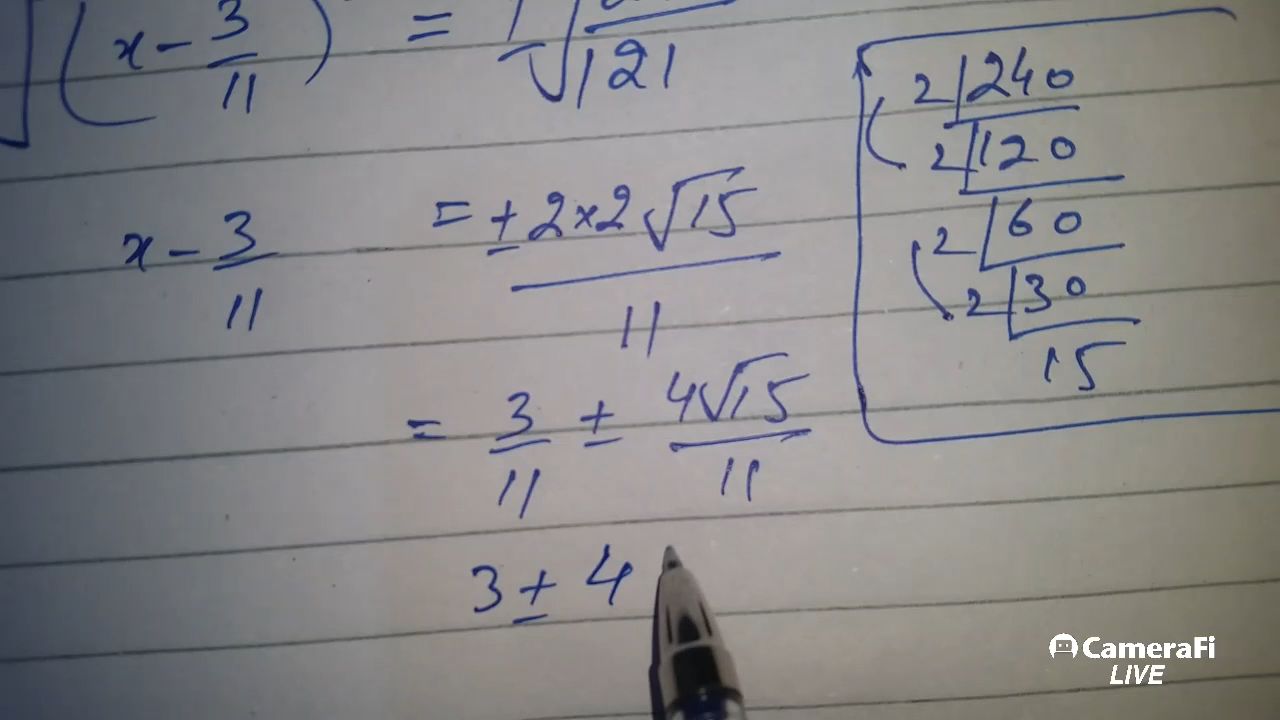 √(x - 3/11) = √ /121
x - 3/11 = ± 2×2√15 / 11
= 3/11 ± 4√15/11
3 ± 4
2|240
2|120
2|60
2|30
15
CameraFi
LIVE